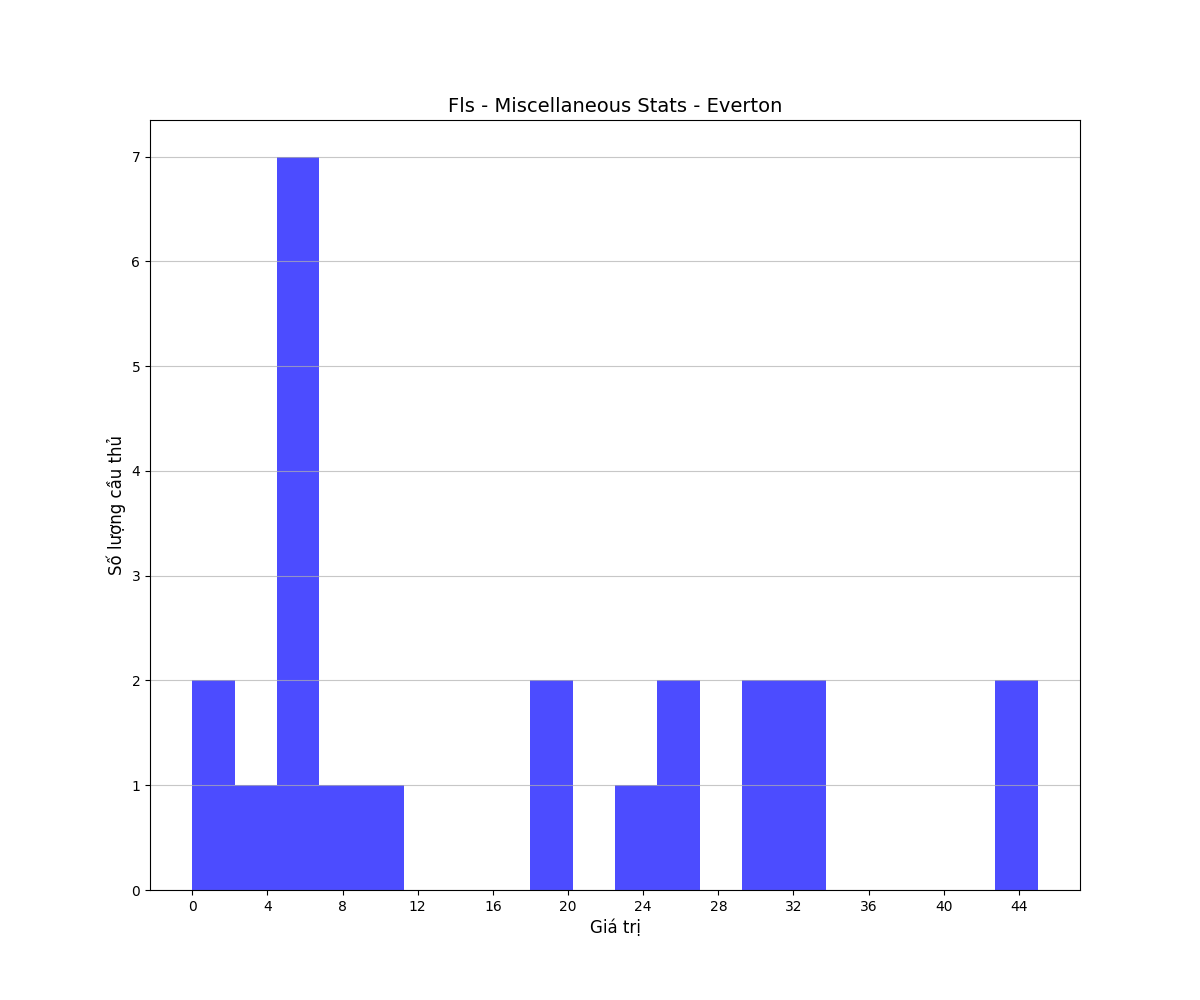 Fls - Miscellaneous Stats - Everton
7
6
5
4
3
2
1
0
Số lượng cầu thủ
0 4 8 12 16 20 24 28 32 36 40 44
Giá trị